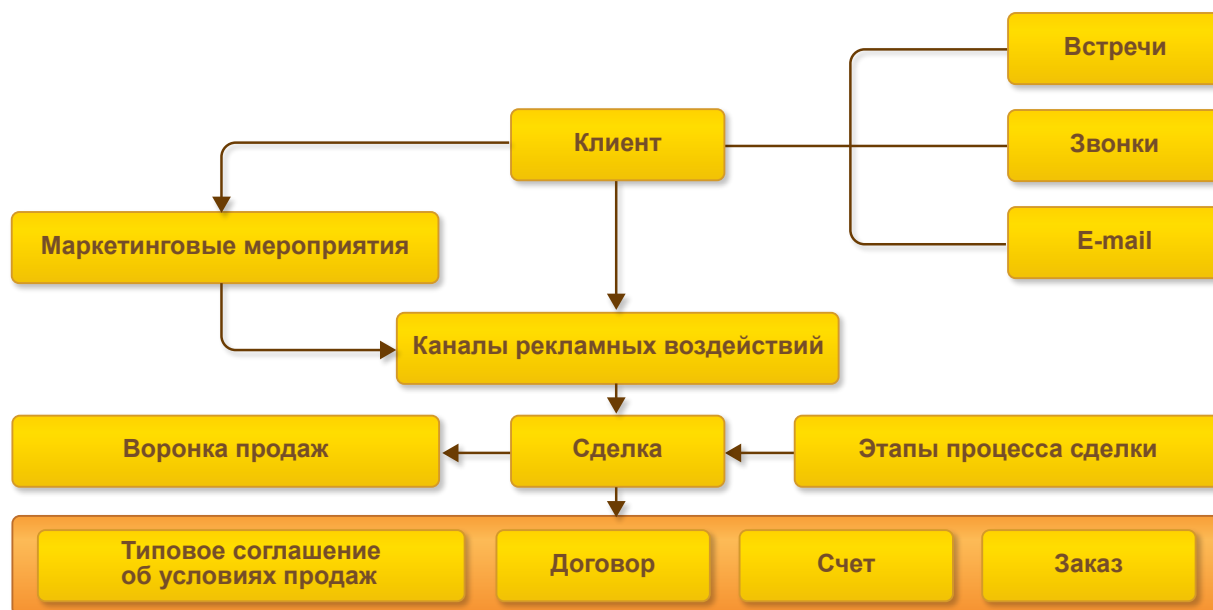 Встречи
Клиент
Звонки
Маркетинговые мероприятия
E-mail
Каналы рекламных воздействий
Воронка продаж
Сделка
Этапы процесса сделки
Типовое соглашение
об условиях продаж
Договор
Счет
Заказ